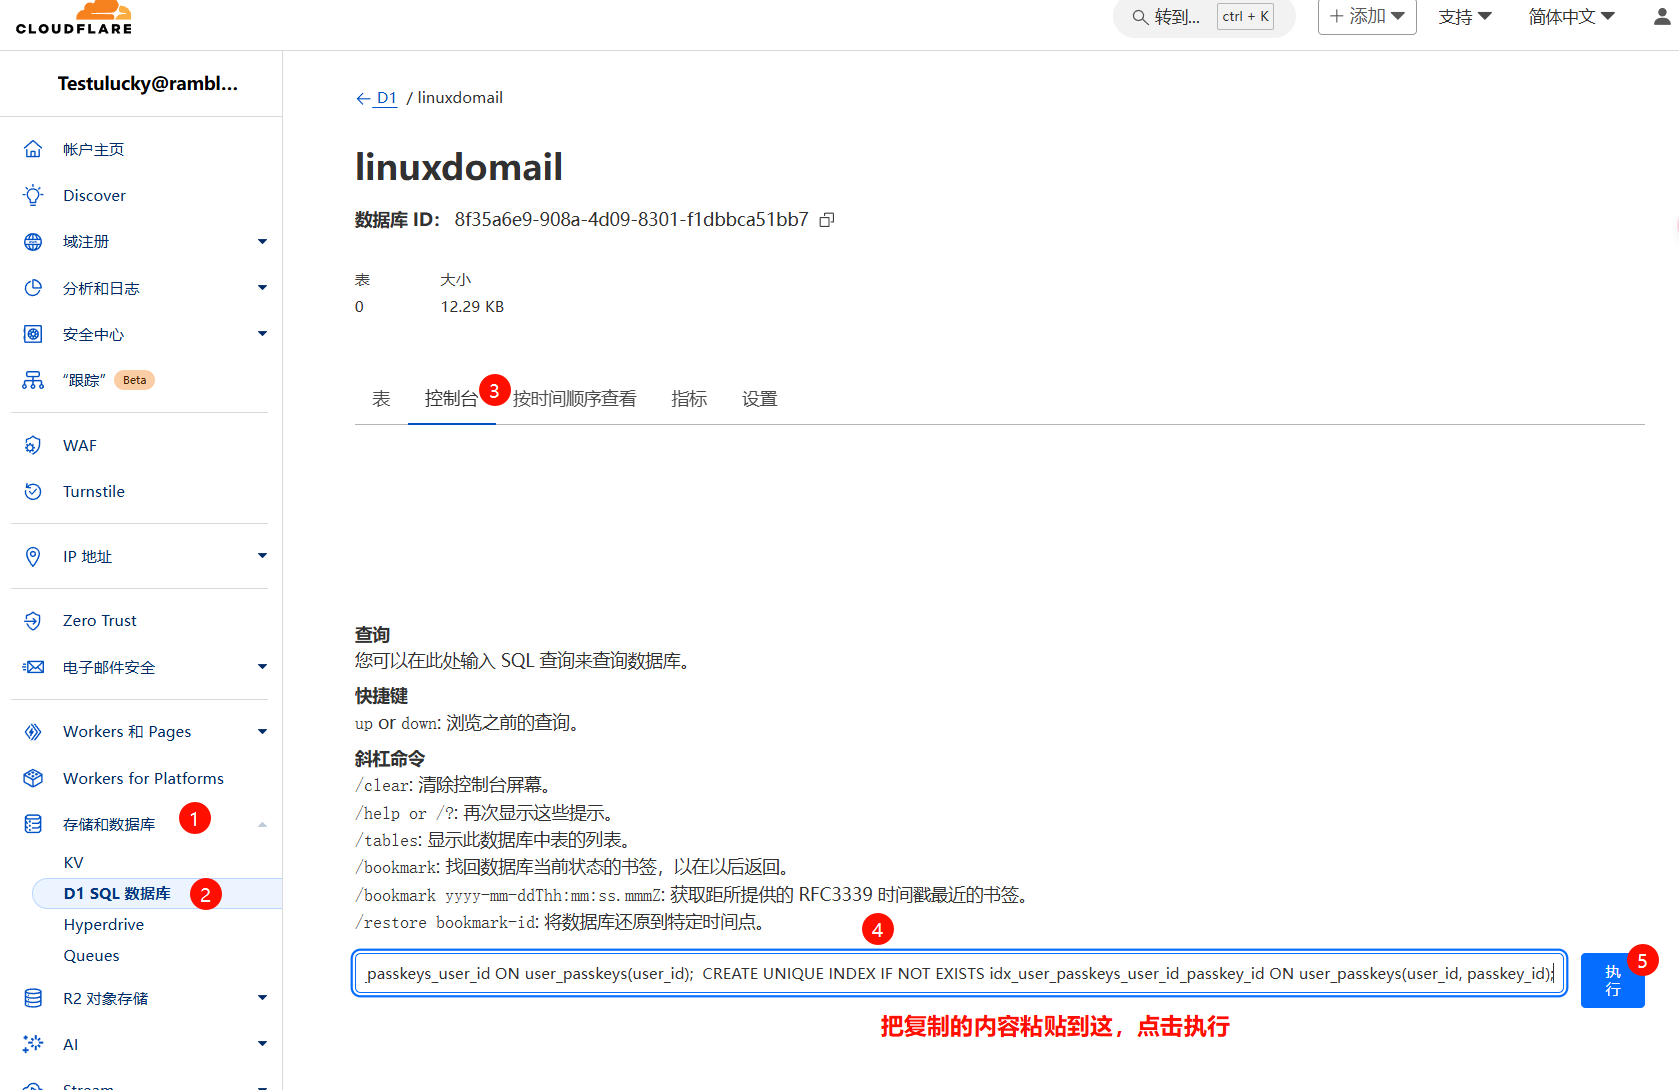 CLOUDFLARE
转到... ctrl + K
+ 添加
支持
简体中文
Testulucky@rambl...
帐户主页
Discover
域注册
分析和日志
安全中心
“跟踪” Beta
WAF
Turnstile
IP 地址
Zero Trust
电子邮件安全
Workers 和 Pages
Workers for Platforms
存储和数据库 1
KV
D1 SQL 数据库 2
Hyperdrive
Queues
R2 对象存储
AI
Stream
← D1 / linuxdomail
linuxdomail
数据库 ID： 8f35a6e9-908a-4d09-8301-f1dbbca51bb7
表 大小
0 12.29 KB
表 控制台 3 按时间顺序查看 指标 设置
查询
您可以在此处输入 SQL 查询来查询数据库。
快捷键
up or down: 浏览之前的查询。
斜杠命令
/clear: 清除控制台屏幕。
/help or /?: 再次显示这些提示。
/tables: 显示此数据库中表的列表。
/bookmark: 找回数据库当前状态的书签，以在以后返回。
/bookmark yyyy-mm-ddThh:mm:ss.mmmZ: 获取距所提供的 RFC3339 时间戳最近的书签。
/restore bookmark-id: 将数据库还原到特定时间点。
4
_passkeys_user_id ON user_passkeys(user_id); CREATE UNIQUE INDEX IF NOT EXISTS idx_user_passkeys_user_id_passkey_id ON user_passkeys(user_id, passkey_id);
执行 5
把复制的内容粘贴到这，点击执行